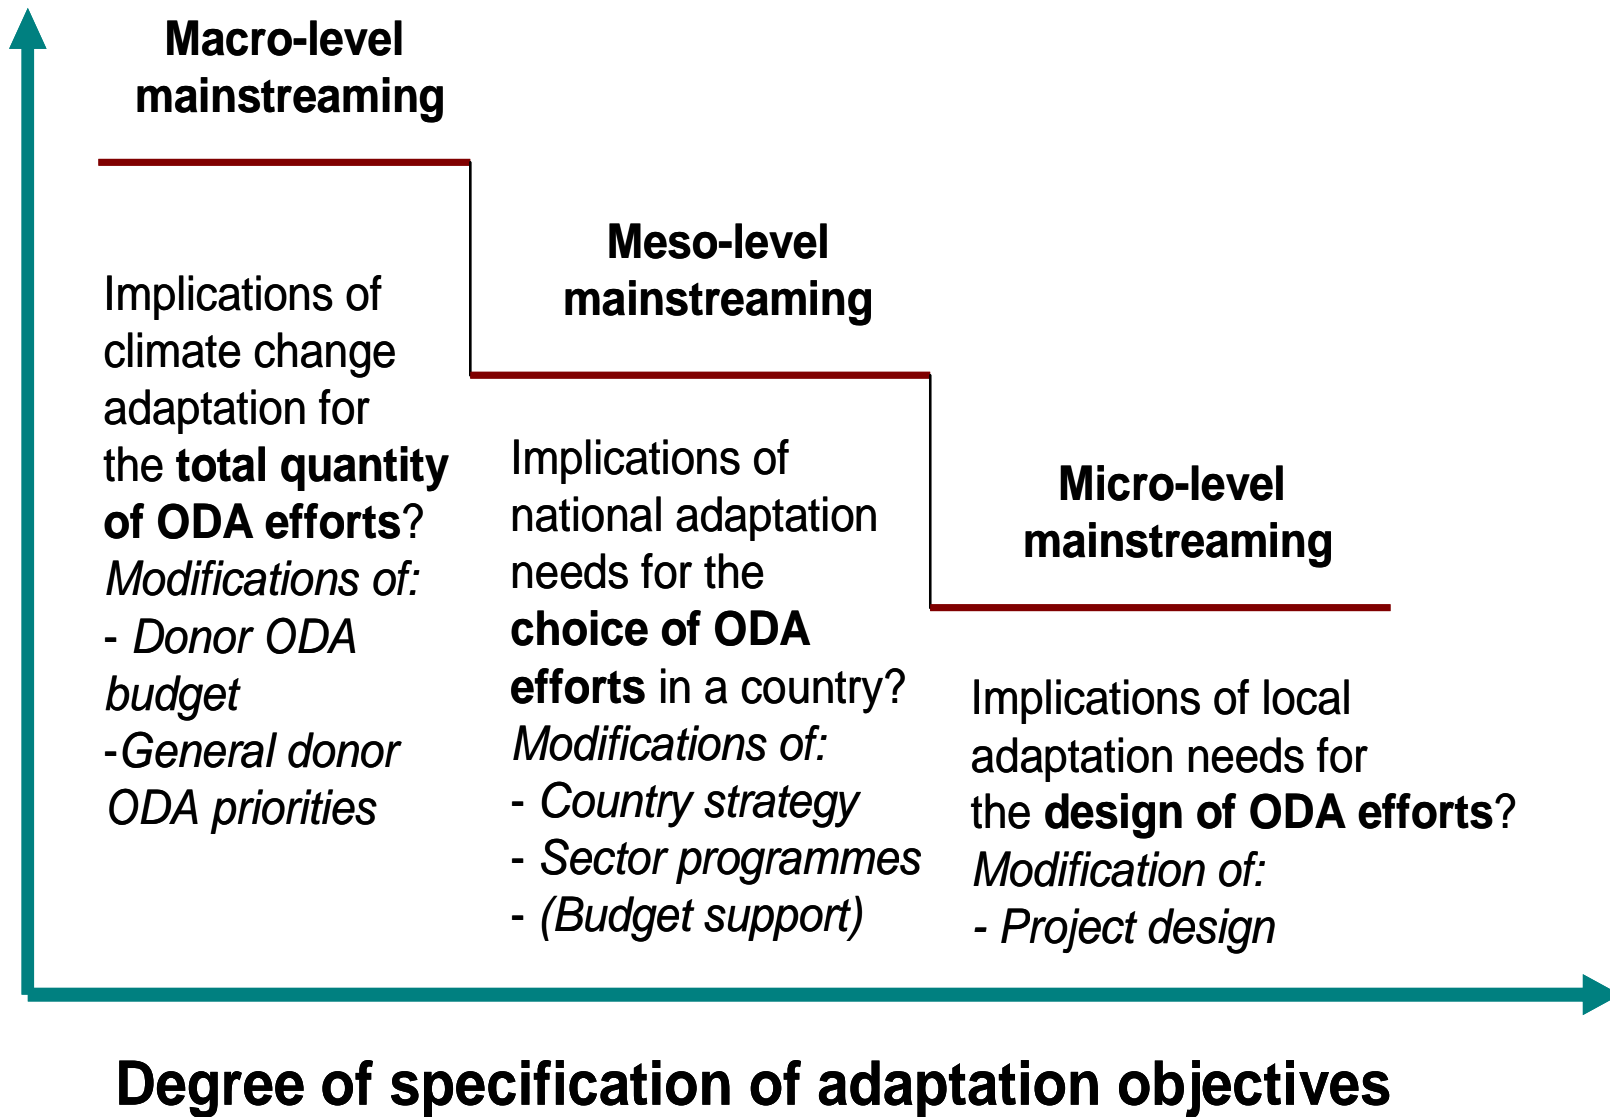 Macro-level
mainstreaming
Implications of
climate change
adaptation for
the total quantity
of ODA efforts?
Modifications of:
- Donor ODA
budget
-General donor
ODA priorities
Meso-level
mainstreaming
Implications of
national adaptation
needs for the
choice of ODA
efforts in a country?
Modifications of:
- Country strategy
- Sector programmes
- (Budget support)
Micro-level
mainstreaming
Implications of local
adaptation needs for
the design of ODA efforts?
Modification of:
- Project design
Degree of specification of adaptation objectives